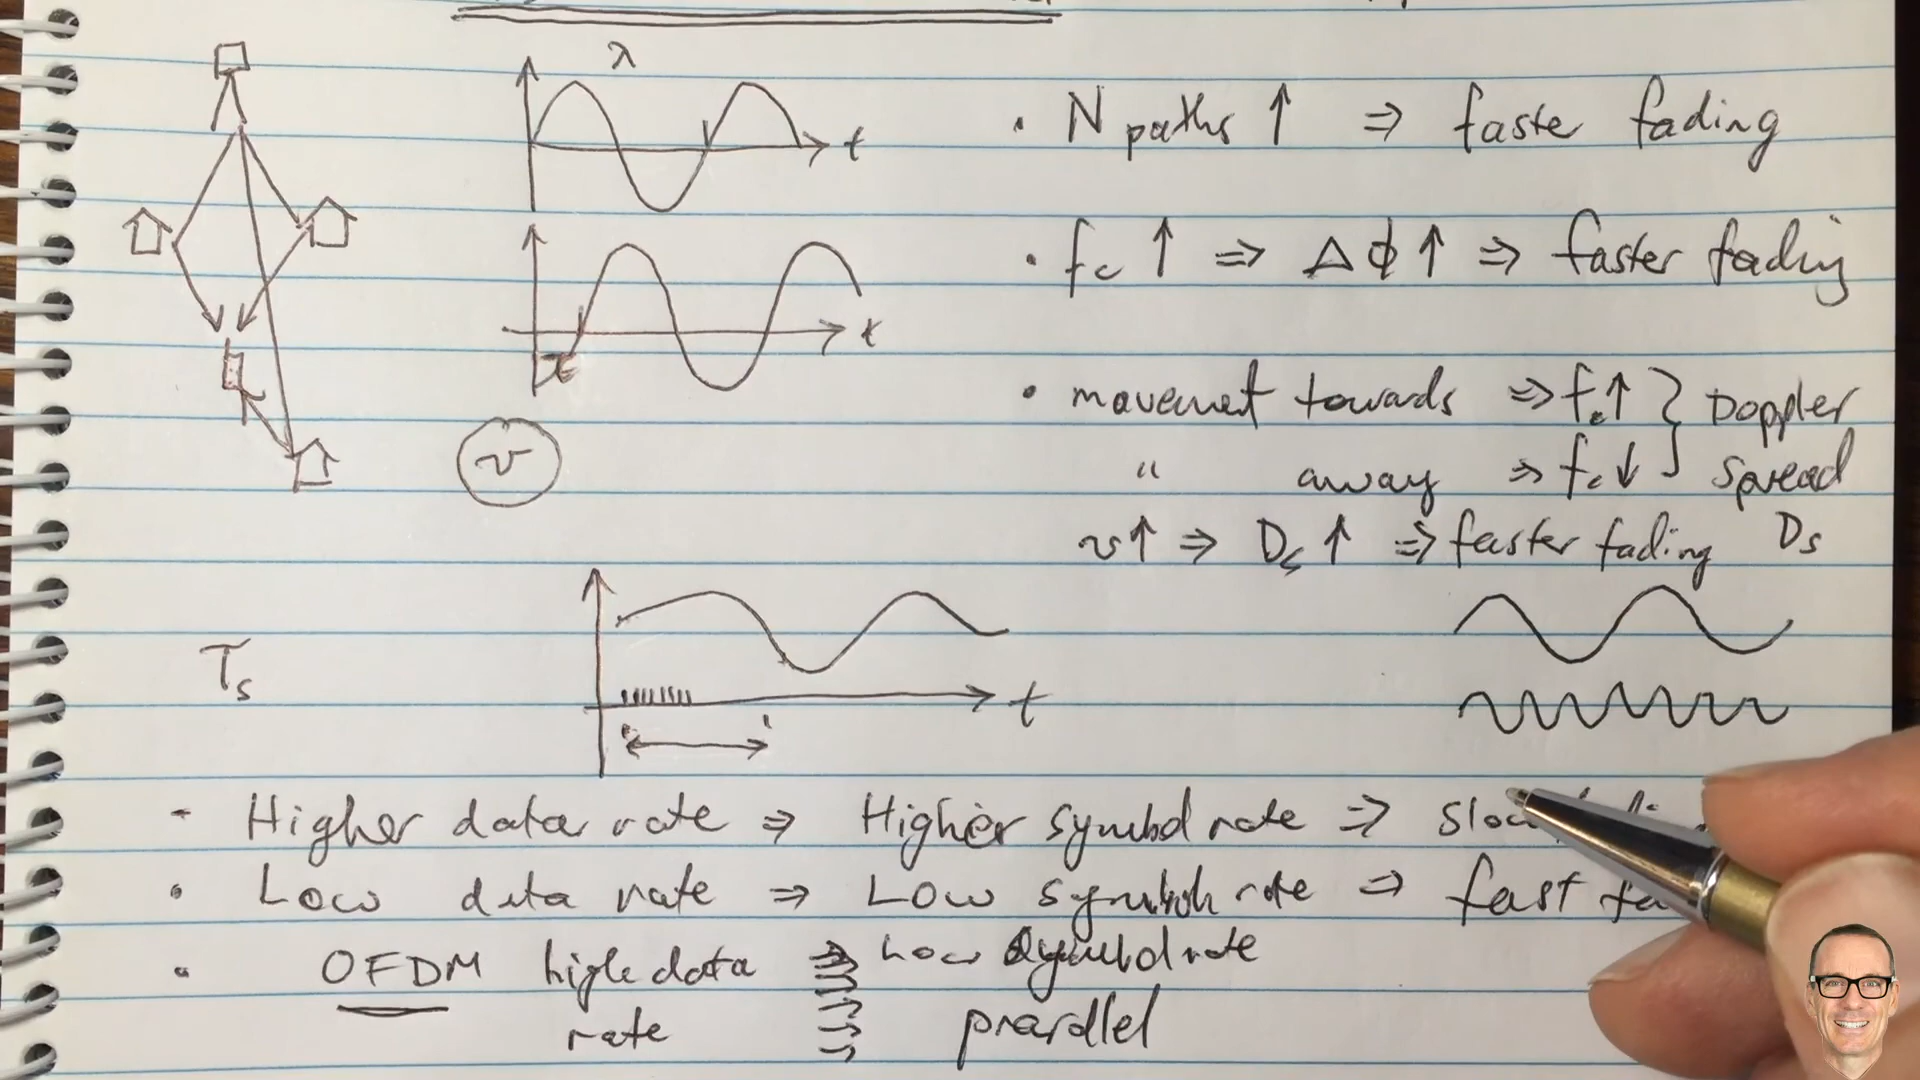 λ
t
• N paths ↑ ⇒ faste fading
• fc ↑ ⇒ Δϕ ↑ ⇒ faster fading
t
• movement towards ⇒ fc↑ } Doppler
" away ⇒ fc↓ } spread
v
v↑ ⇒ Ds ↑ ⇒ faster fading Ds
Ts
t
• Higher data rate ⇒ Higher symbol rate ⇒
• Low data rate ⇒ Low symbol rate ⇒ fast
• OFDM high data ⇒ Low symbol rate
rate prarallel